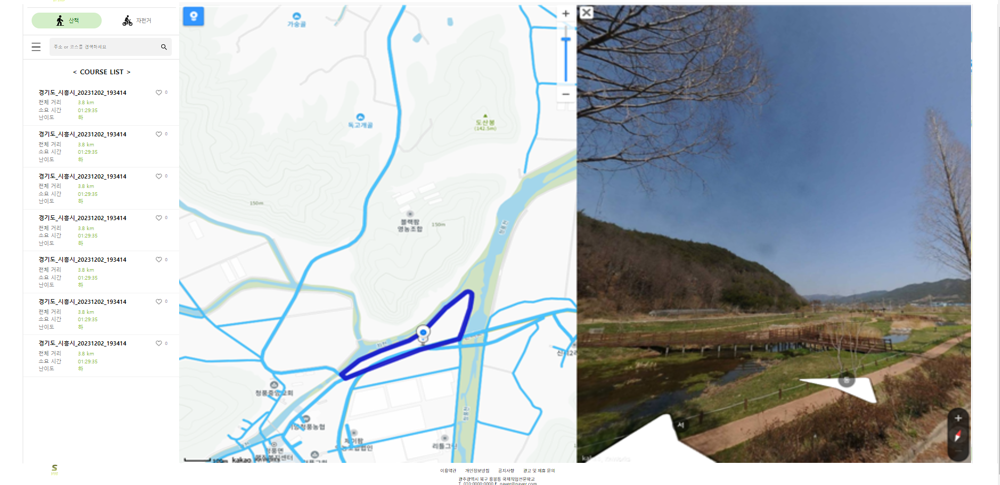 산책
자전거
주소 or 코스를 검색하세요
< COURSE LIST >
경기도_시흥시_20231202_193414
0
전체 거리 3.8 km
소요 시간 01:29:35
난이도 하
경기도_시흥시_20231202_193414
0
전체 거리 3.8 km
소요 시간 01:29:35
난이도 하
경기도_시흥시_20231202_193414
0
전체 거리 3.8 km
소요 시간 01:29:35
난이도 하
경기도_시흥시_20231202_193414
0
전체 거리 3.8 km
소요 시간 01:29:35
난이도 하
경기도_시흥시_20231202_193414
0
전체 거리 3.8 km
소요 시간 01:29:35
난이도 하
경기도_시흥시_20231202_193414
0
전체 거리 3.8 km
소요 시간 01:29:35
난이도 하
경기도_시흥시_20231202_193414
0
전체 거리 3.8 km
소요 시간 01:29:35
난이도 하
가승골
독고개골
도산봉
(142.5m)
150m
블랙팜
영농조합
150m
청풍중앙교회
청풍농협
제이팜
리틀그난
청풍면
100m
kakao
서
동
S
이용약관 개인정보방침 공지사항 광고 및 제휴 문의
광주광역시 북구 용봉동 국제직업전문학교
T. 010-0000-0000 F. naver@naver.com